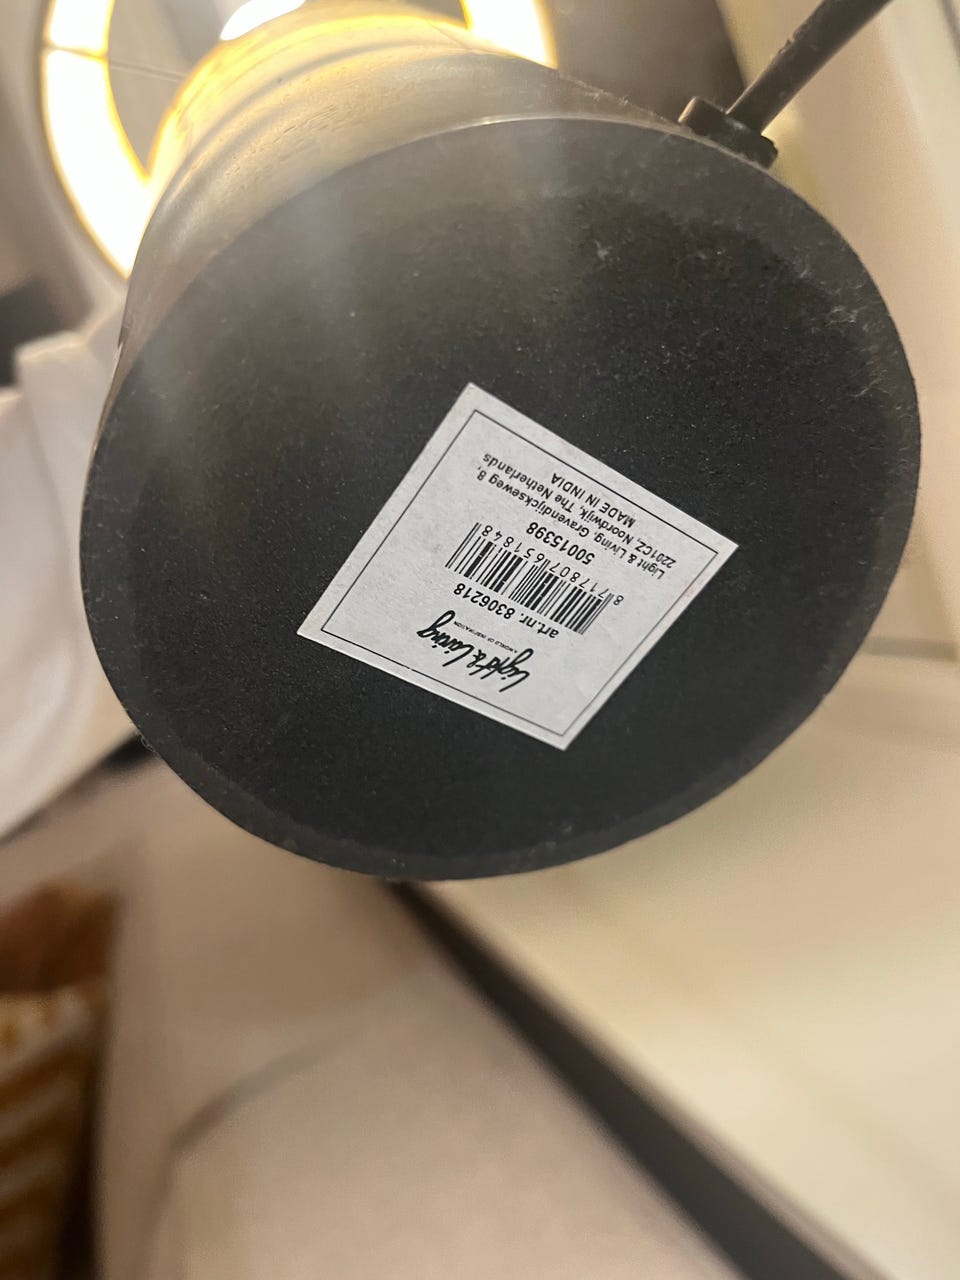 Light & Living
A WORLD OF INSPIRATION
art.nr. 8306218
8 717807 651848
50015398
Light & Living, Gravendijckseweg 8,
2201CZ, Noordwijk, The Netherlands
MADE IN INDIA